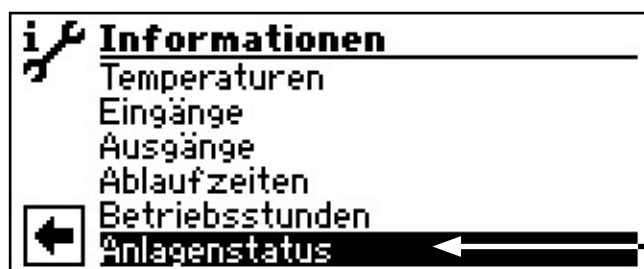 Informationen
Temperaturen
Eingänge
Ausgänge
Ablaufzeiten
Betriebsstunden
Anlagenstatus